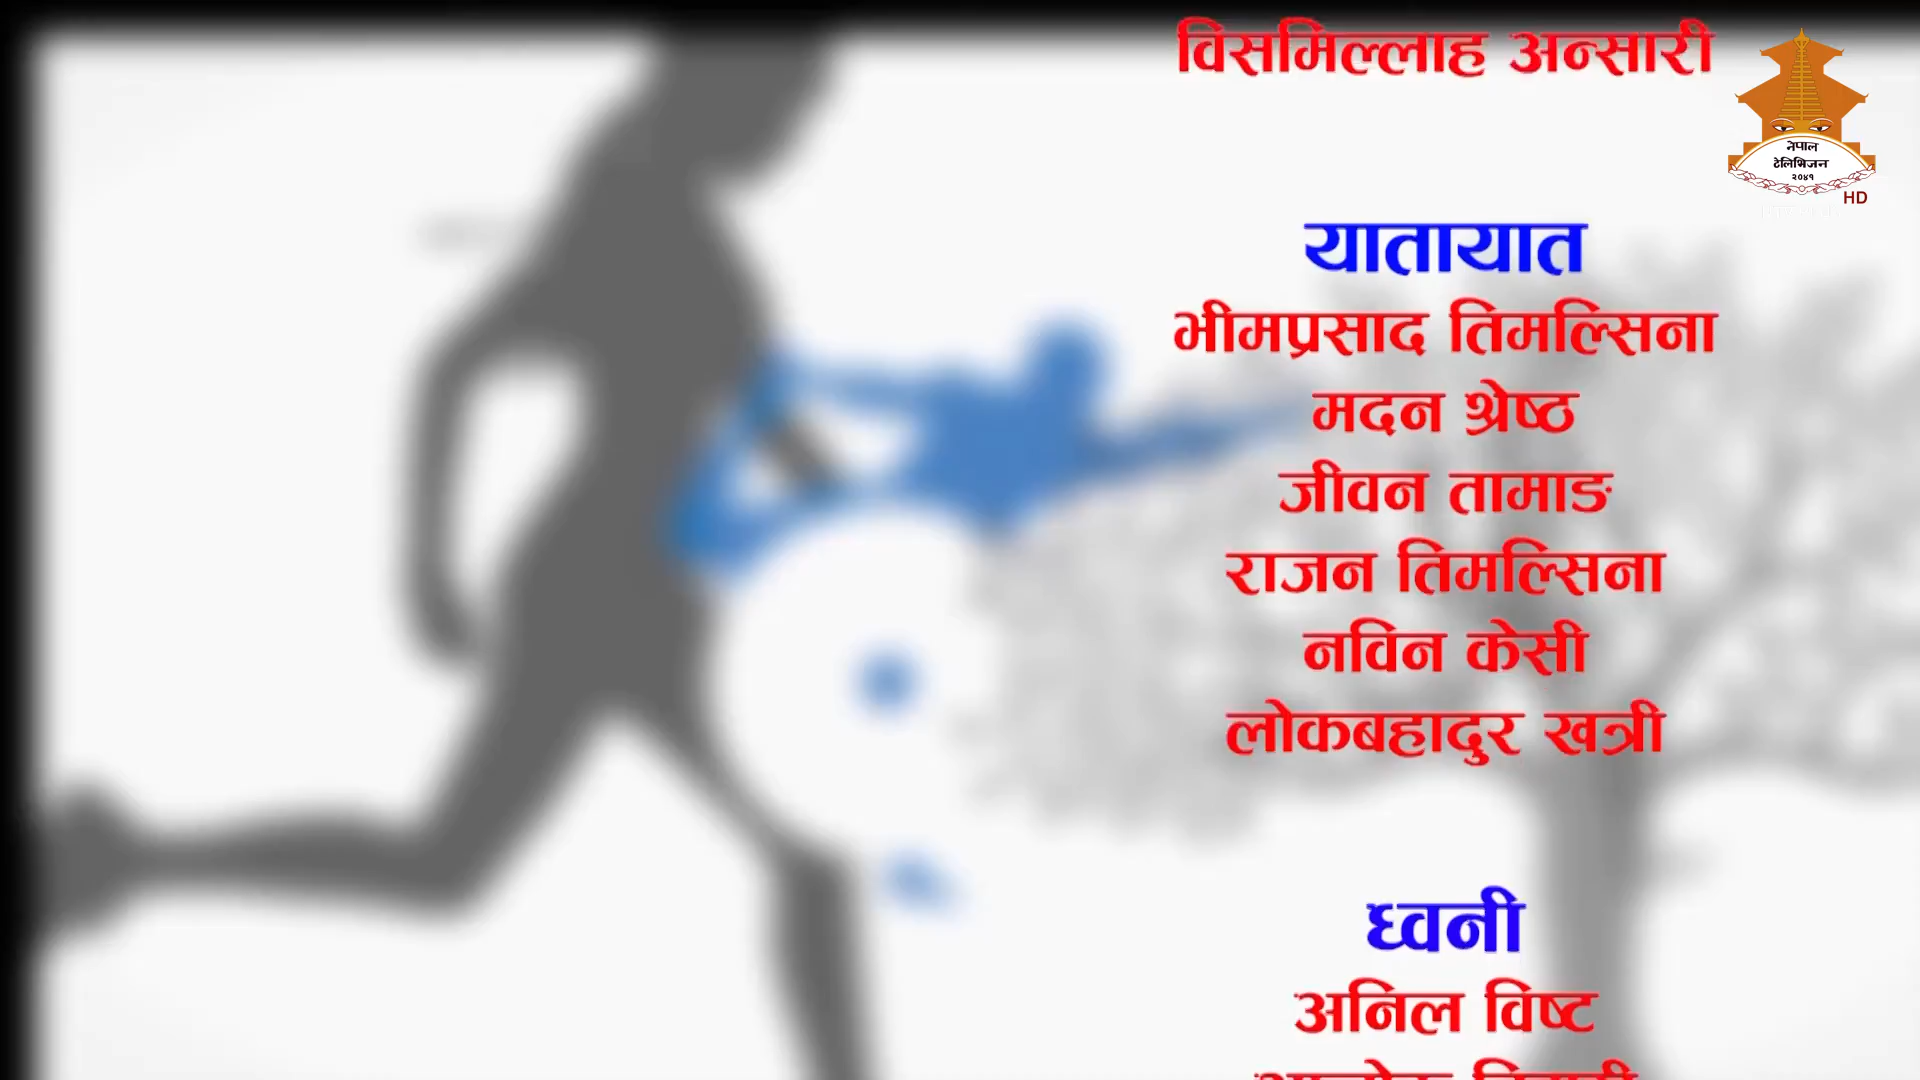 विसमिल्लाह अन्सारी
नेपाल
टेलिभिजन
२०४१
HD
यातायात
भीमप्रसाद तिमल्सिना
मदन श्रेष्ठ
जीवन तामाङ
राजन तिमल्सिना
नविन केसी
लोकबहादुर खत्री
ध्वनी
अनिल विष्ट